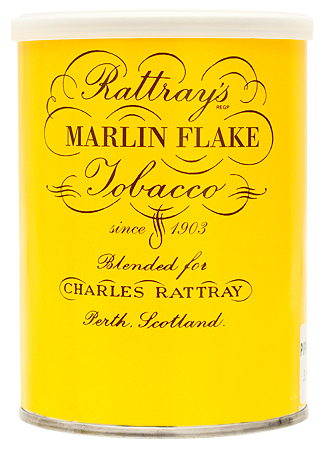 Rattray's
REGD
MARLIN FLAKE
Tobacco
since 1903
Blended for
CHARLES RATTRAY
Perth, Scotland.